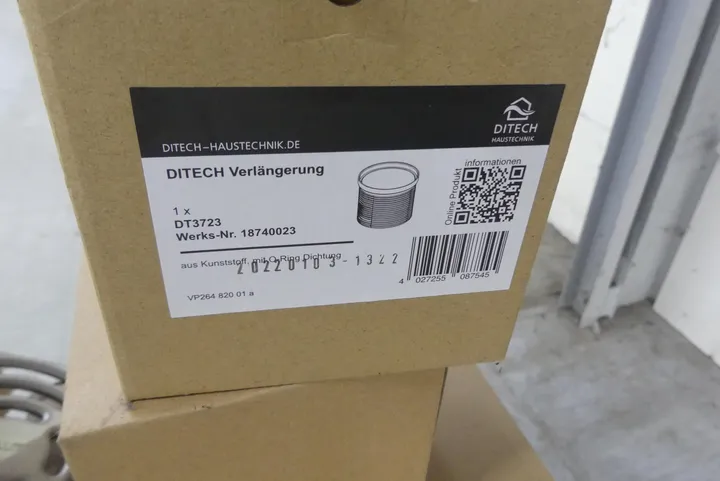 DITECH
HAUSTECHNIK
DITECH-HAUSTECHNIK.DE
DITECH Verlängerung
1 x
DT3723
Werks-Nr. 18740023
Online Produkt
informationen
aus Kunststoff, mit O-Ring Dichtung
20220103-1322
4 027255 087545
VP264 820 01 a